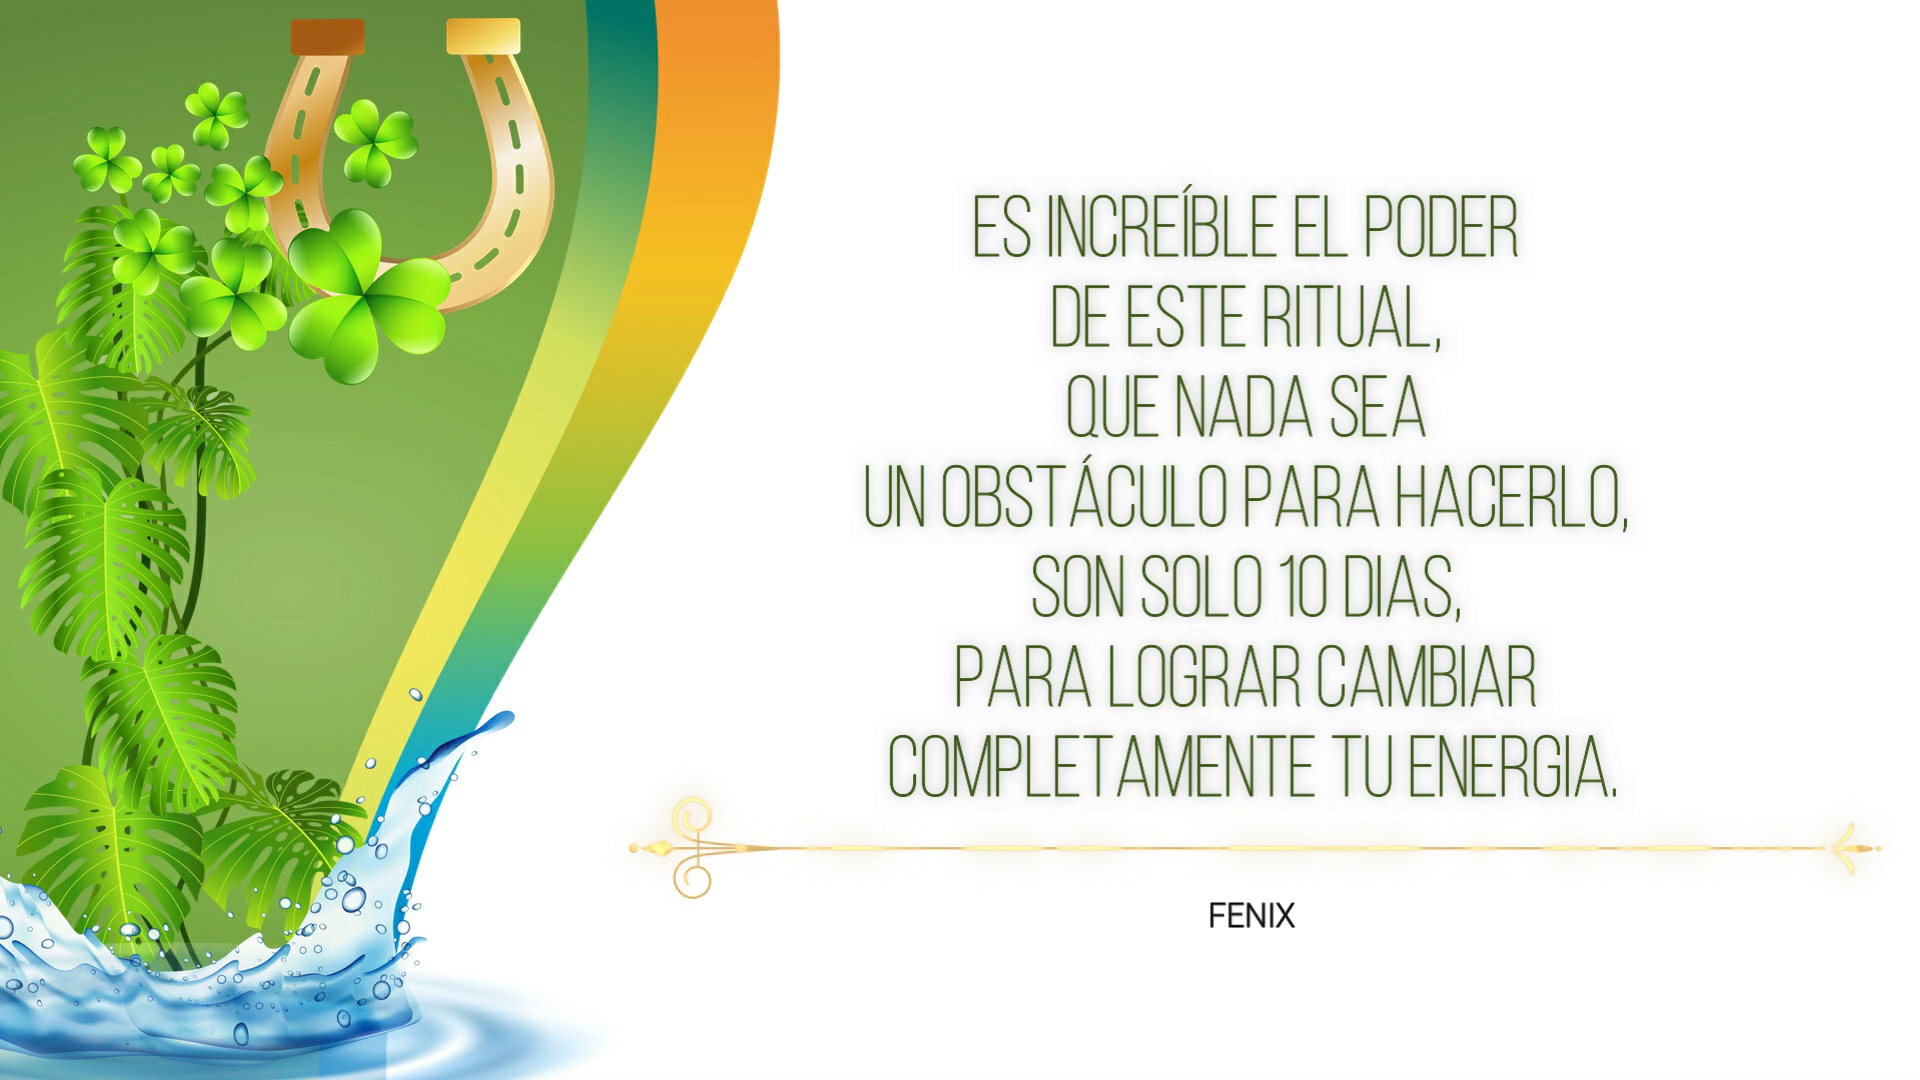 ES INCREÍBLE EL PODER
DE ESTE RITUAL,
QUE NADA SEA
UN OBSTÁCULO PARA HACERLO,
SON SOLO 10 DIAS,
PARA LOGRAR CAMBIAR
COMPLETAMENTE TU ENERGIA.
FENIX